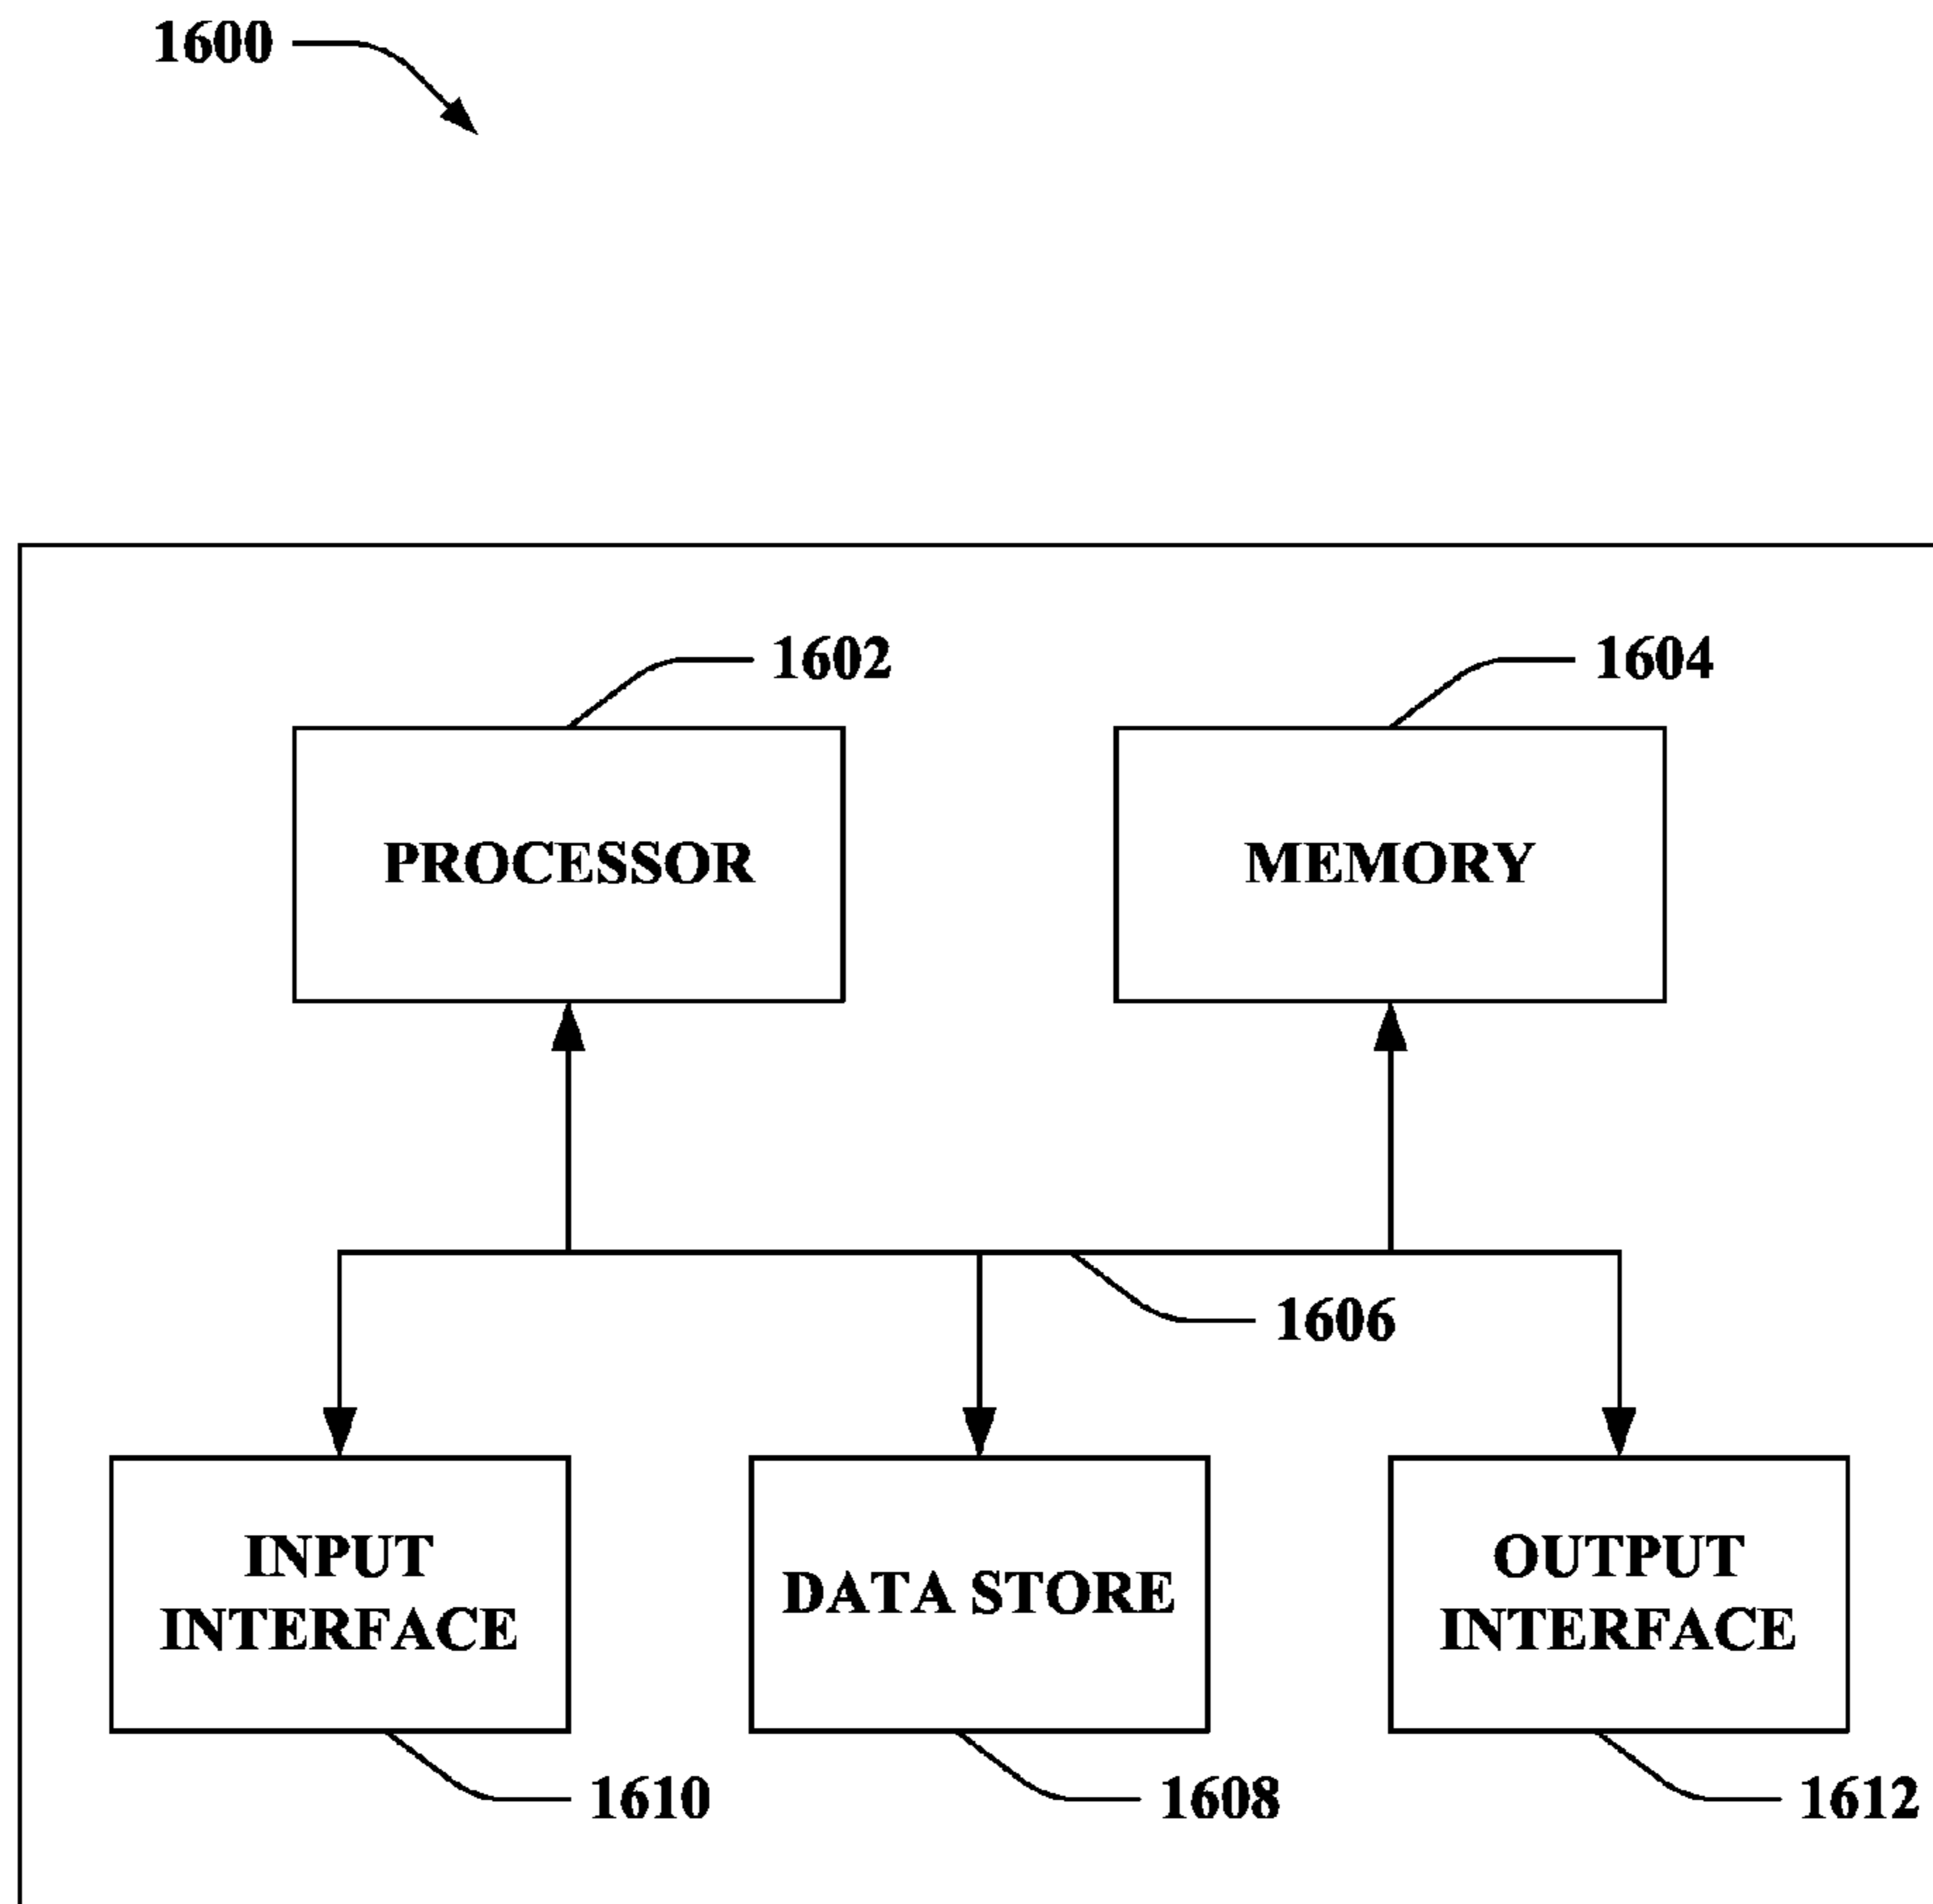 1600
1602
1604
PROCESSOR
MEMORY
1606
INPUT
INTERFACE
DATA STORE
OUTPUT
INTERFACE
1610
1608
1612